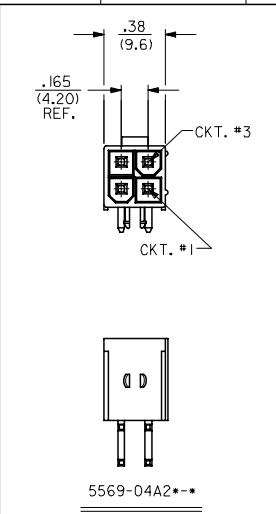 .38
(9.6)
.165
(4.20)
REF.
CKT. #3
CKT. #1
5569-04A2*-*